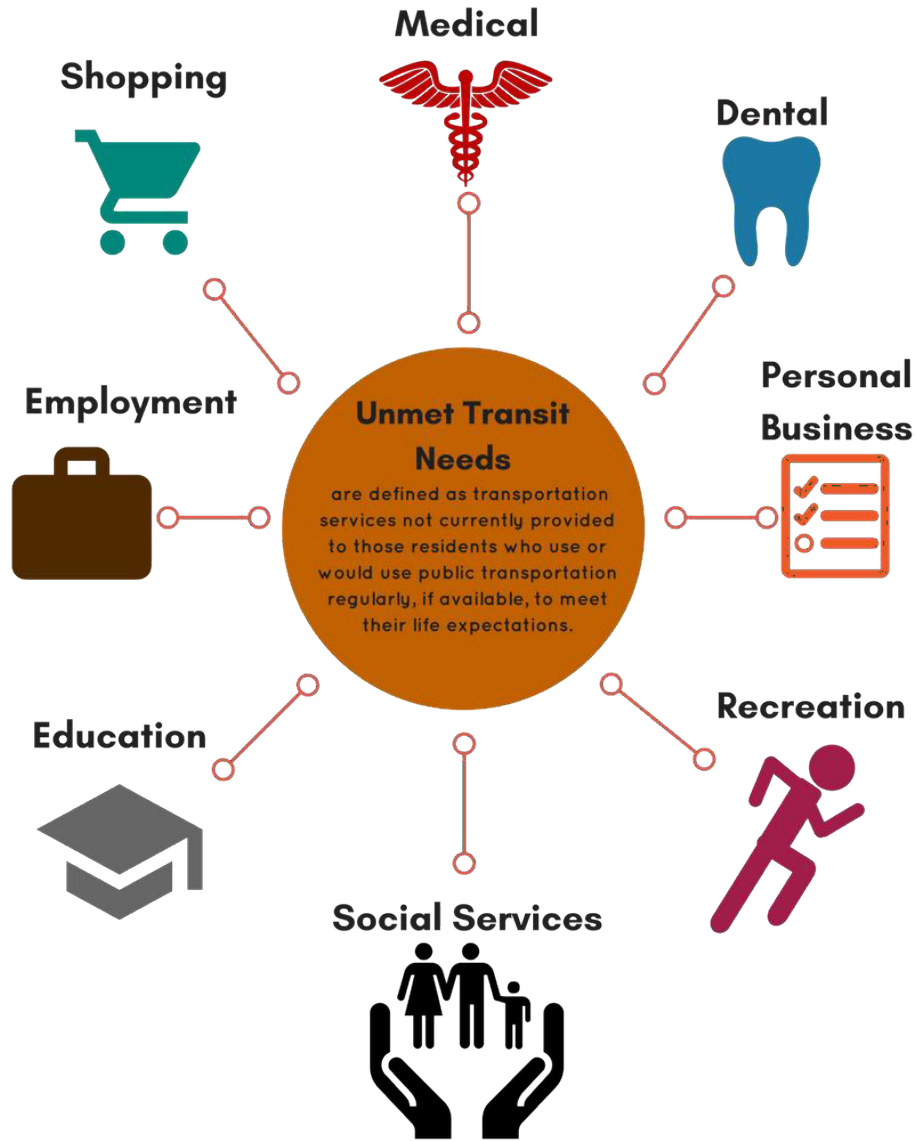 Medical
Shopping
Dental
Personal
Business
Employment
Unmet Transit
Needs
are defined as transportation
services not currently provided
to those residents who use or
would use public transportation
regularly, if available, to meet
their life expectations.
Recreation
Education
Social Services